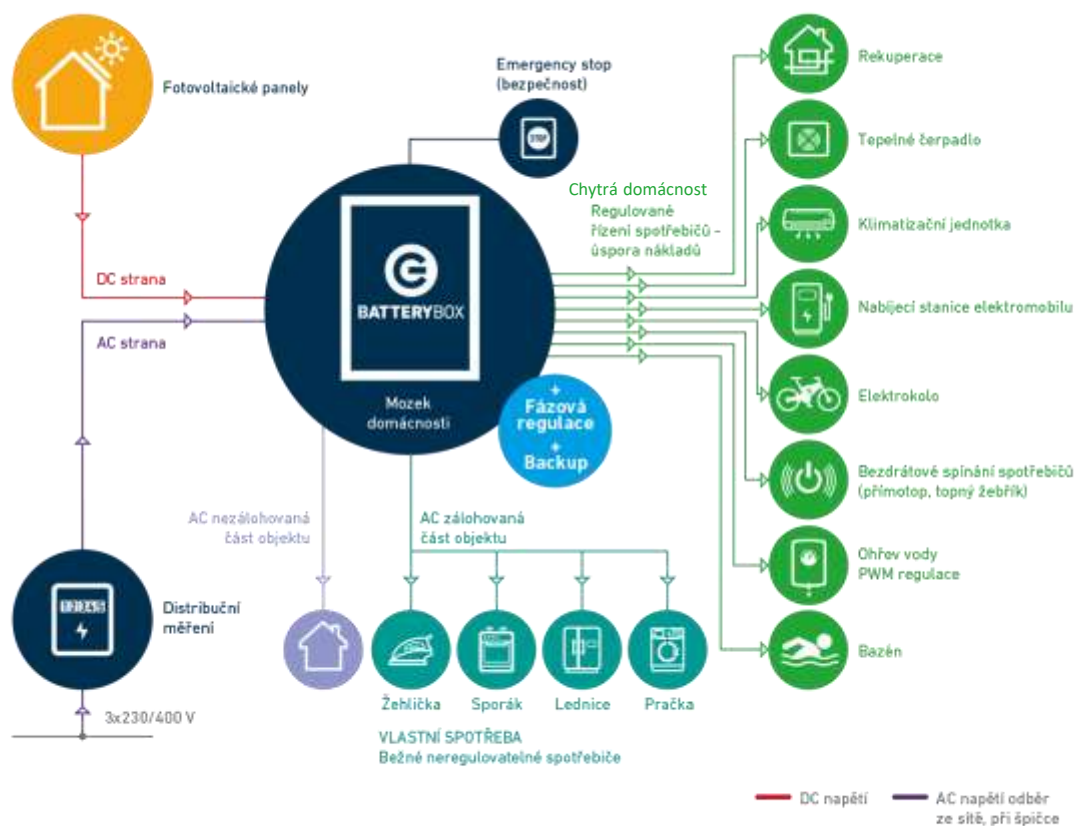 Fotovoltaické panely
Emergency stop
(bezpečnost)
STOP
Chytrá domácnost
Regulované
řízení spotřebičů -
úspora nákladů
DC strana
AC strana
BATTERYBOX
Mozek
domácnosti
+
Fázová
regulace
+
Backup
Rekuperace
Tepelné čerpadlo
Klimatizační jednotka
Nabíjecí stanice elektromobilu
Elektrokolo
Bezdrátové spínání spotřebičů
(přímotop, topný žebřík)
Ohřev vody
PWM regulace
Bazén
AC nezálohovaná
část objektu
AC zálohovaná
část objektu
12345
Distribuční
měření
3x230/400 V
Žehlička
Sporák
Lednice
Pračka
VLASTNÍ SPOTŘEBA
Bežné neregulovatelné spotřebiče
DC napětí
AC napětí odběr
ze sítě, při špičce